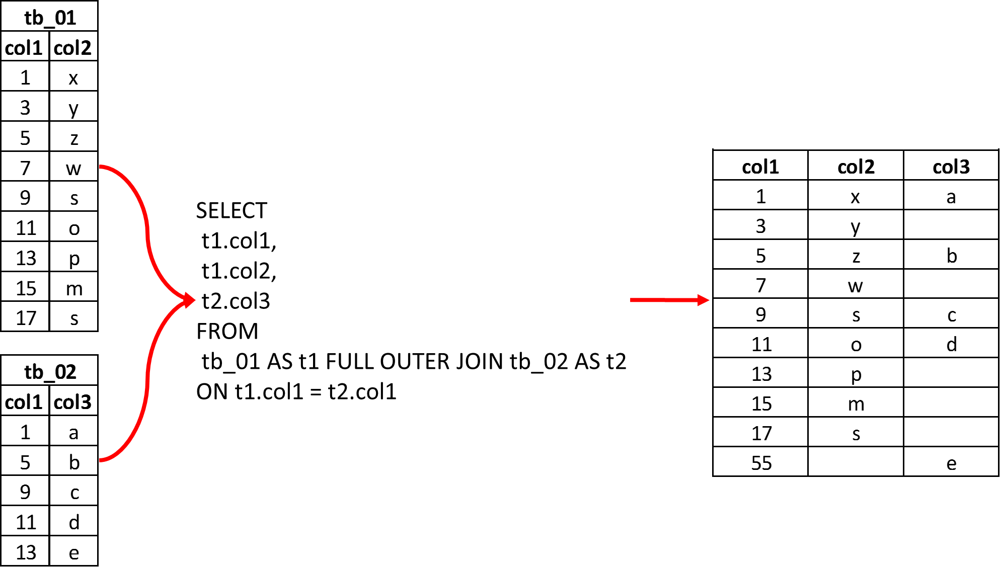 tb_01
col1 col2
1 x
3 y
5 z
7 w
9 s
11 o
13 p
15 m
17 s
tb_02
col1 col3
1 a
5 b
9 c
11 d
13 e
SELECT
t1.col1,
t1.col2,
t2.col3
FROM
tb_01 AS t1 FULL OUTER JOIN tb_02 AS t2
ON t1.col1 = t2.col1
col1 col2 col3
1 x a
3 y
5 z b
7 w
9 s c
11 o d
13 p
15 m
17 s
55 e